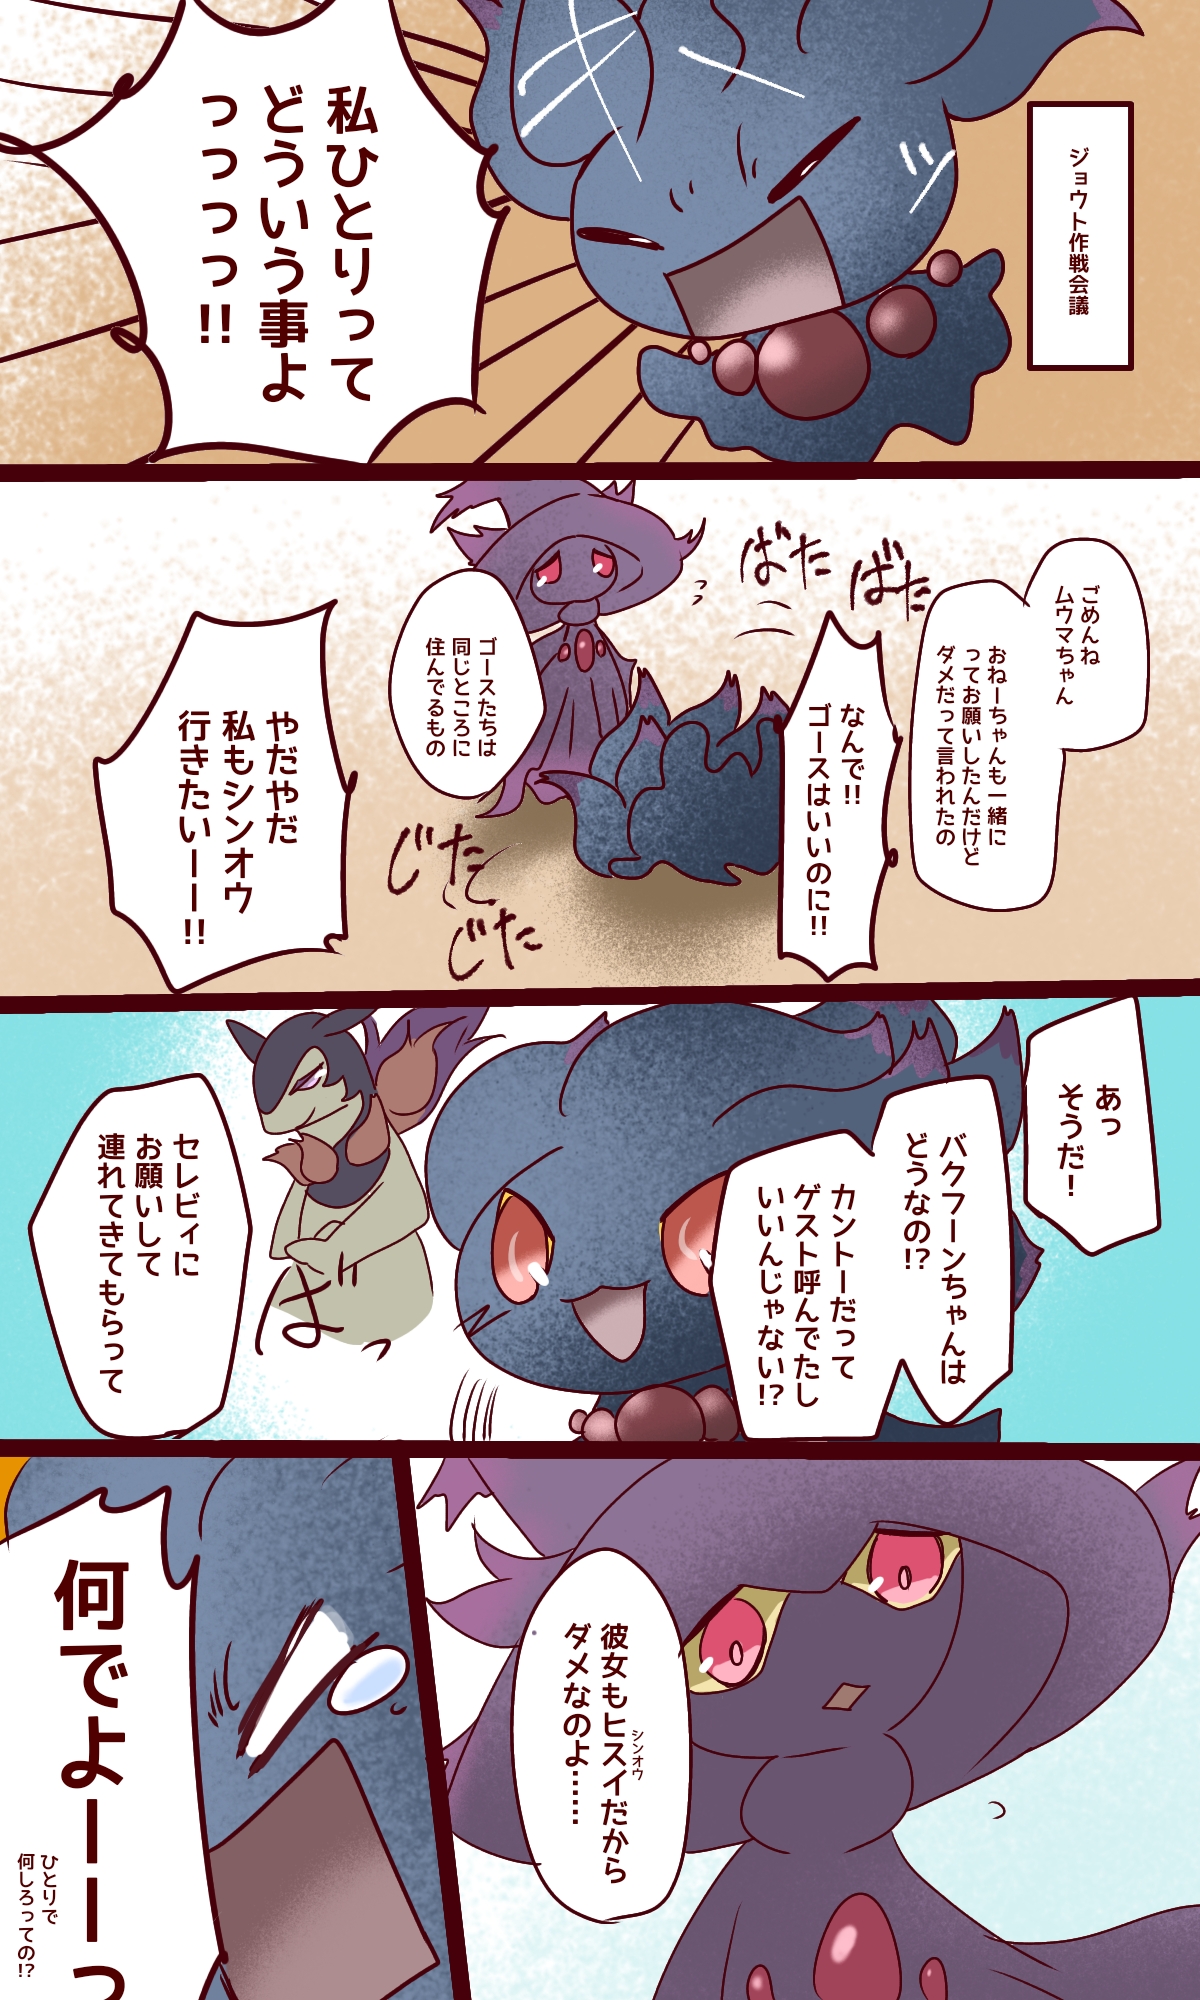 ジョウト作戦会議
私ひとりって
どういう事よ
っっっっ!!
ごめんね
ムウマちゃん
おねーちゃんも一緒に
ってお願いしたんだけど
ダメだって言われたの
ばた
ばた
なんで!!
ゴースはいいのに!!
ゴースたちは
同じところに
住んでるもの
じた
じた
やだやだ
私もシンオウ
行きたいーー!!
あっ
そうだ!
バクフーンちゃんは
どうなの!?
カントーだって
ゲスト呼んでたし
いいんじゃない!?
ばっ
セレビィに
お願いして
連れてきてもらって
彼女もヒスイだから
シンオウ
ダメなのよ……
何でよーーーっ
ひとりで
何しろっての!?